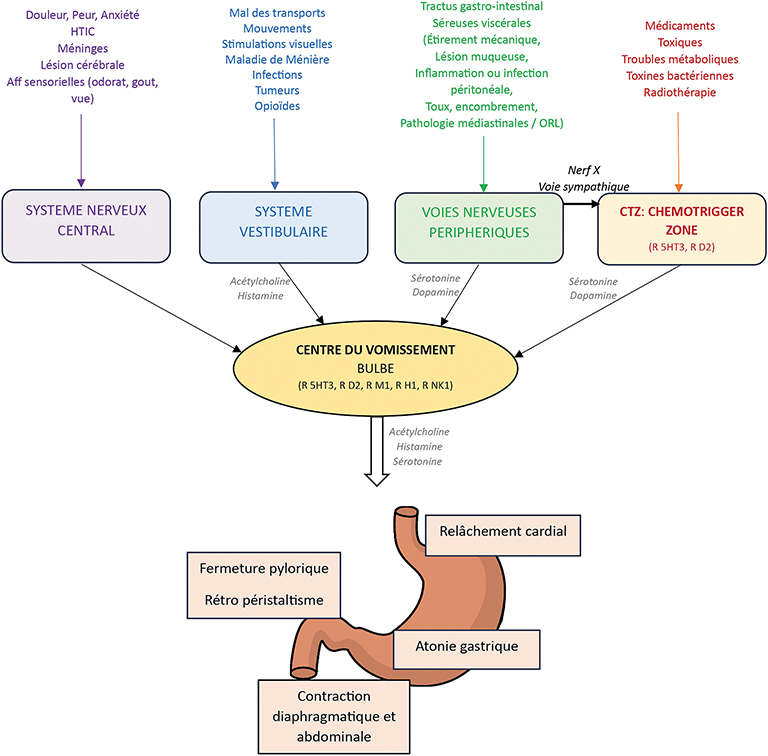 Douleur, Peur, Anxiété
HTIC
Méninges
Lésion cérébrale
Aff sensorielles (odorat, gout,
vue)
Mal des transports
Mouvements
Stimulations visuelles
Maladie de Ménière
Infections
Tumeurs
Opioïdes
Tractus gastro-intestinal
Séreuses viscérales
(Étirement mécanique,
Lésion muqueuse,
Inflammation ou infection
péritonéale,
Toux, encombrement,
Pathologie médiastinales / ORL)
Médicaments
Toxiques
Troubles métaboliques
Toxines bactériennes
Radiothérapie
Nerf X
Voie sympathique
SYSTEME NERVEUX
CENTRAL
SYSTEME
VESTIBULAIRE
VOIES NERVEUSES
PERIPHERIQUES
CTZ: CHEMOTRIGGER
ZONE
(R 5HT3, R D2)
Acétylcholine
Histamine
Sérotonine
Dopamine
Sérotonine
Dopamine
CENTRE DU VOMISSEMENT
BULBE
(R 5HT3, R D2, R M1, R H1, R NK1)
Acétylcholine
Histamine
Sérotonine
Relâchement cardial
Fermeture pylorique
Rétro péristaltisme
Atonie gastrique
Contraction
diaphragmatique et
abdominale